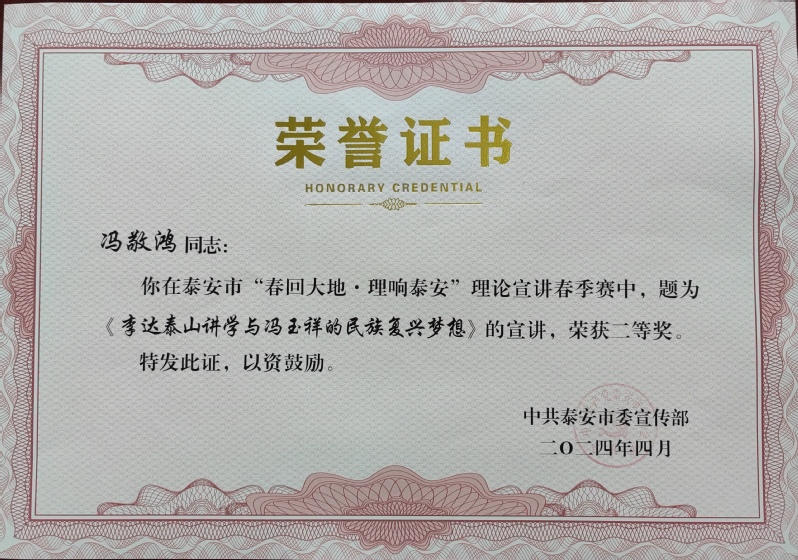 荣誉证书
HONORARY CREDENTIAL
冯敬鸿同志：
你在泰安市“春回大地·理响泰安”理论宣讲春季赛中，题为
《李达泰山讲学与冯玉祥的民族复兴梦想》的宣讲，荣获二等奖。
特发此证，以资鼓励。
中共泰安市委宣传部
二〇二四年四月